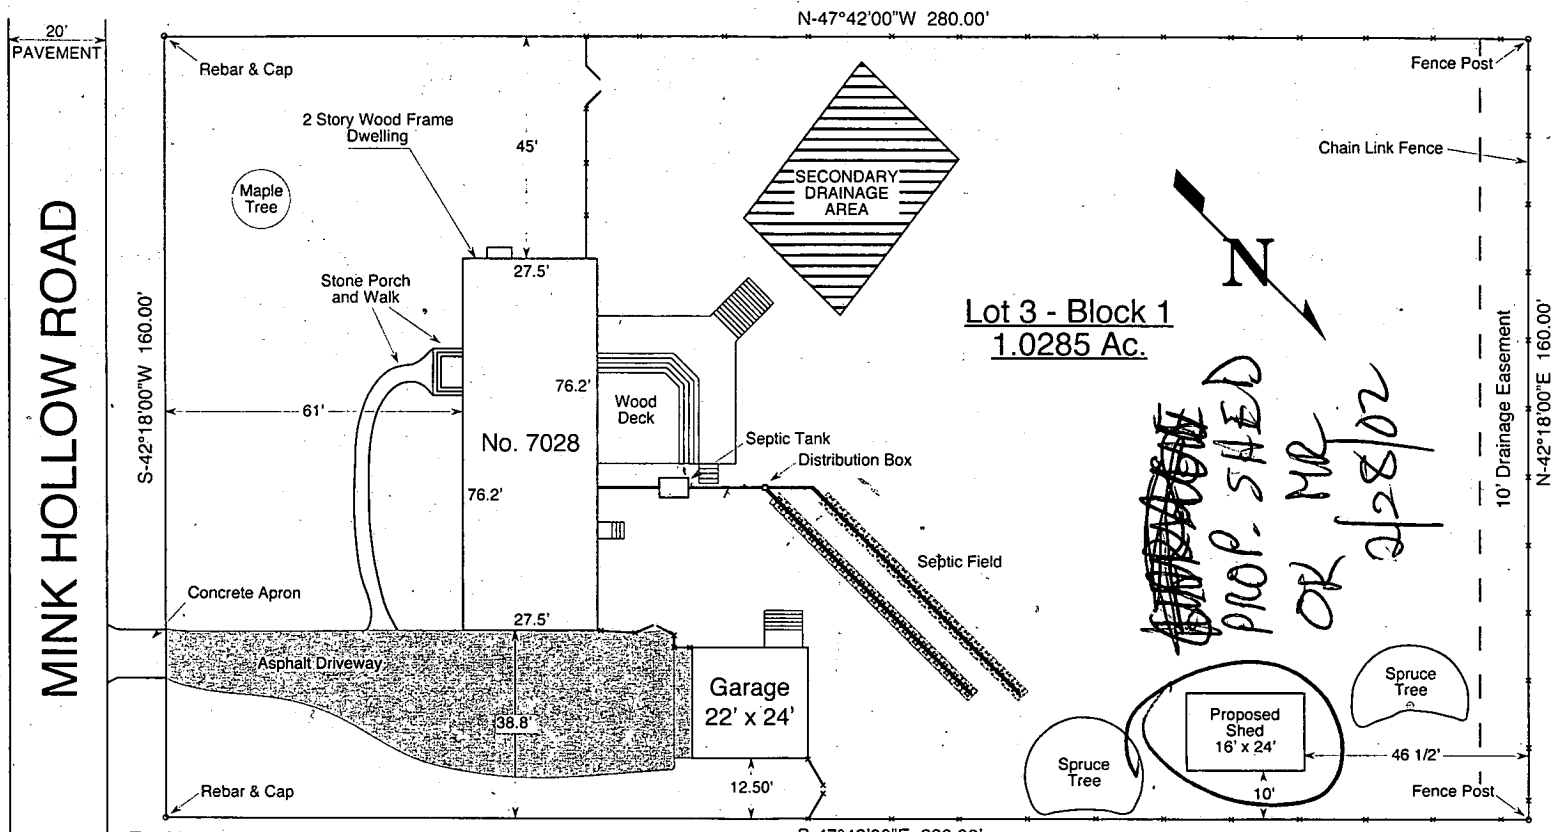 N-47°42'00"W 280.00'
20'
PAVEMENT
Rebar & Cap
Fence Post
2 Story Wood Frame
Dwelling
45'
Chain Link Fence
SECONDARY
DRAINAGE
AREA
Maple
Tree
N
27.5'
Stone Porch
and Walk
Lot 3 - Block 1
1.0285 Ac.
MINK HOLLOW ROAD
S-42°18'00"W 160.00'
10' Drainage Easement
N-42°18'00"E 160.00'
76.2'
61'
Wood
Deck
No. 7028
Septic Tank
Distribution Box
76.2'
PROP. SHED
OK MR
2/28/02
Septic Field
Concrete Apron
27.5'
Asphalt Driveway
Garage
22' x 24'
38.8'
Spruce
Tree
Proposed
Shed
16' x 24'
46 1/2'
Spruce
Tree
12.50'
10'
Rebar & Cap
Fence Post